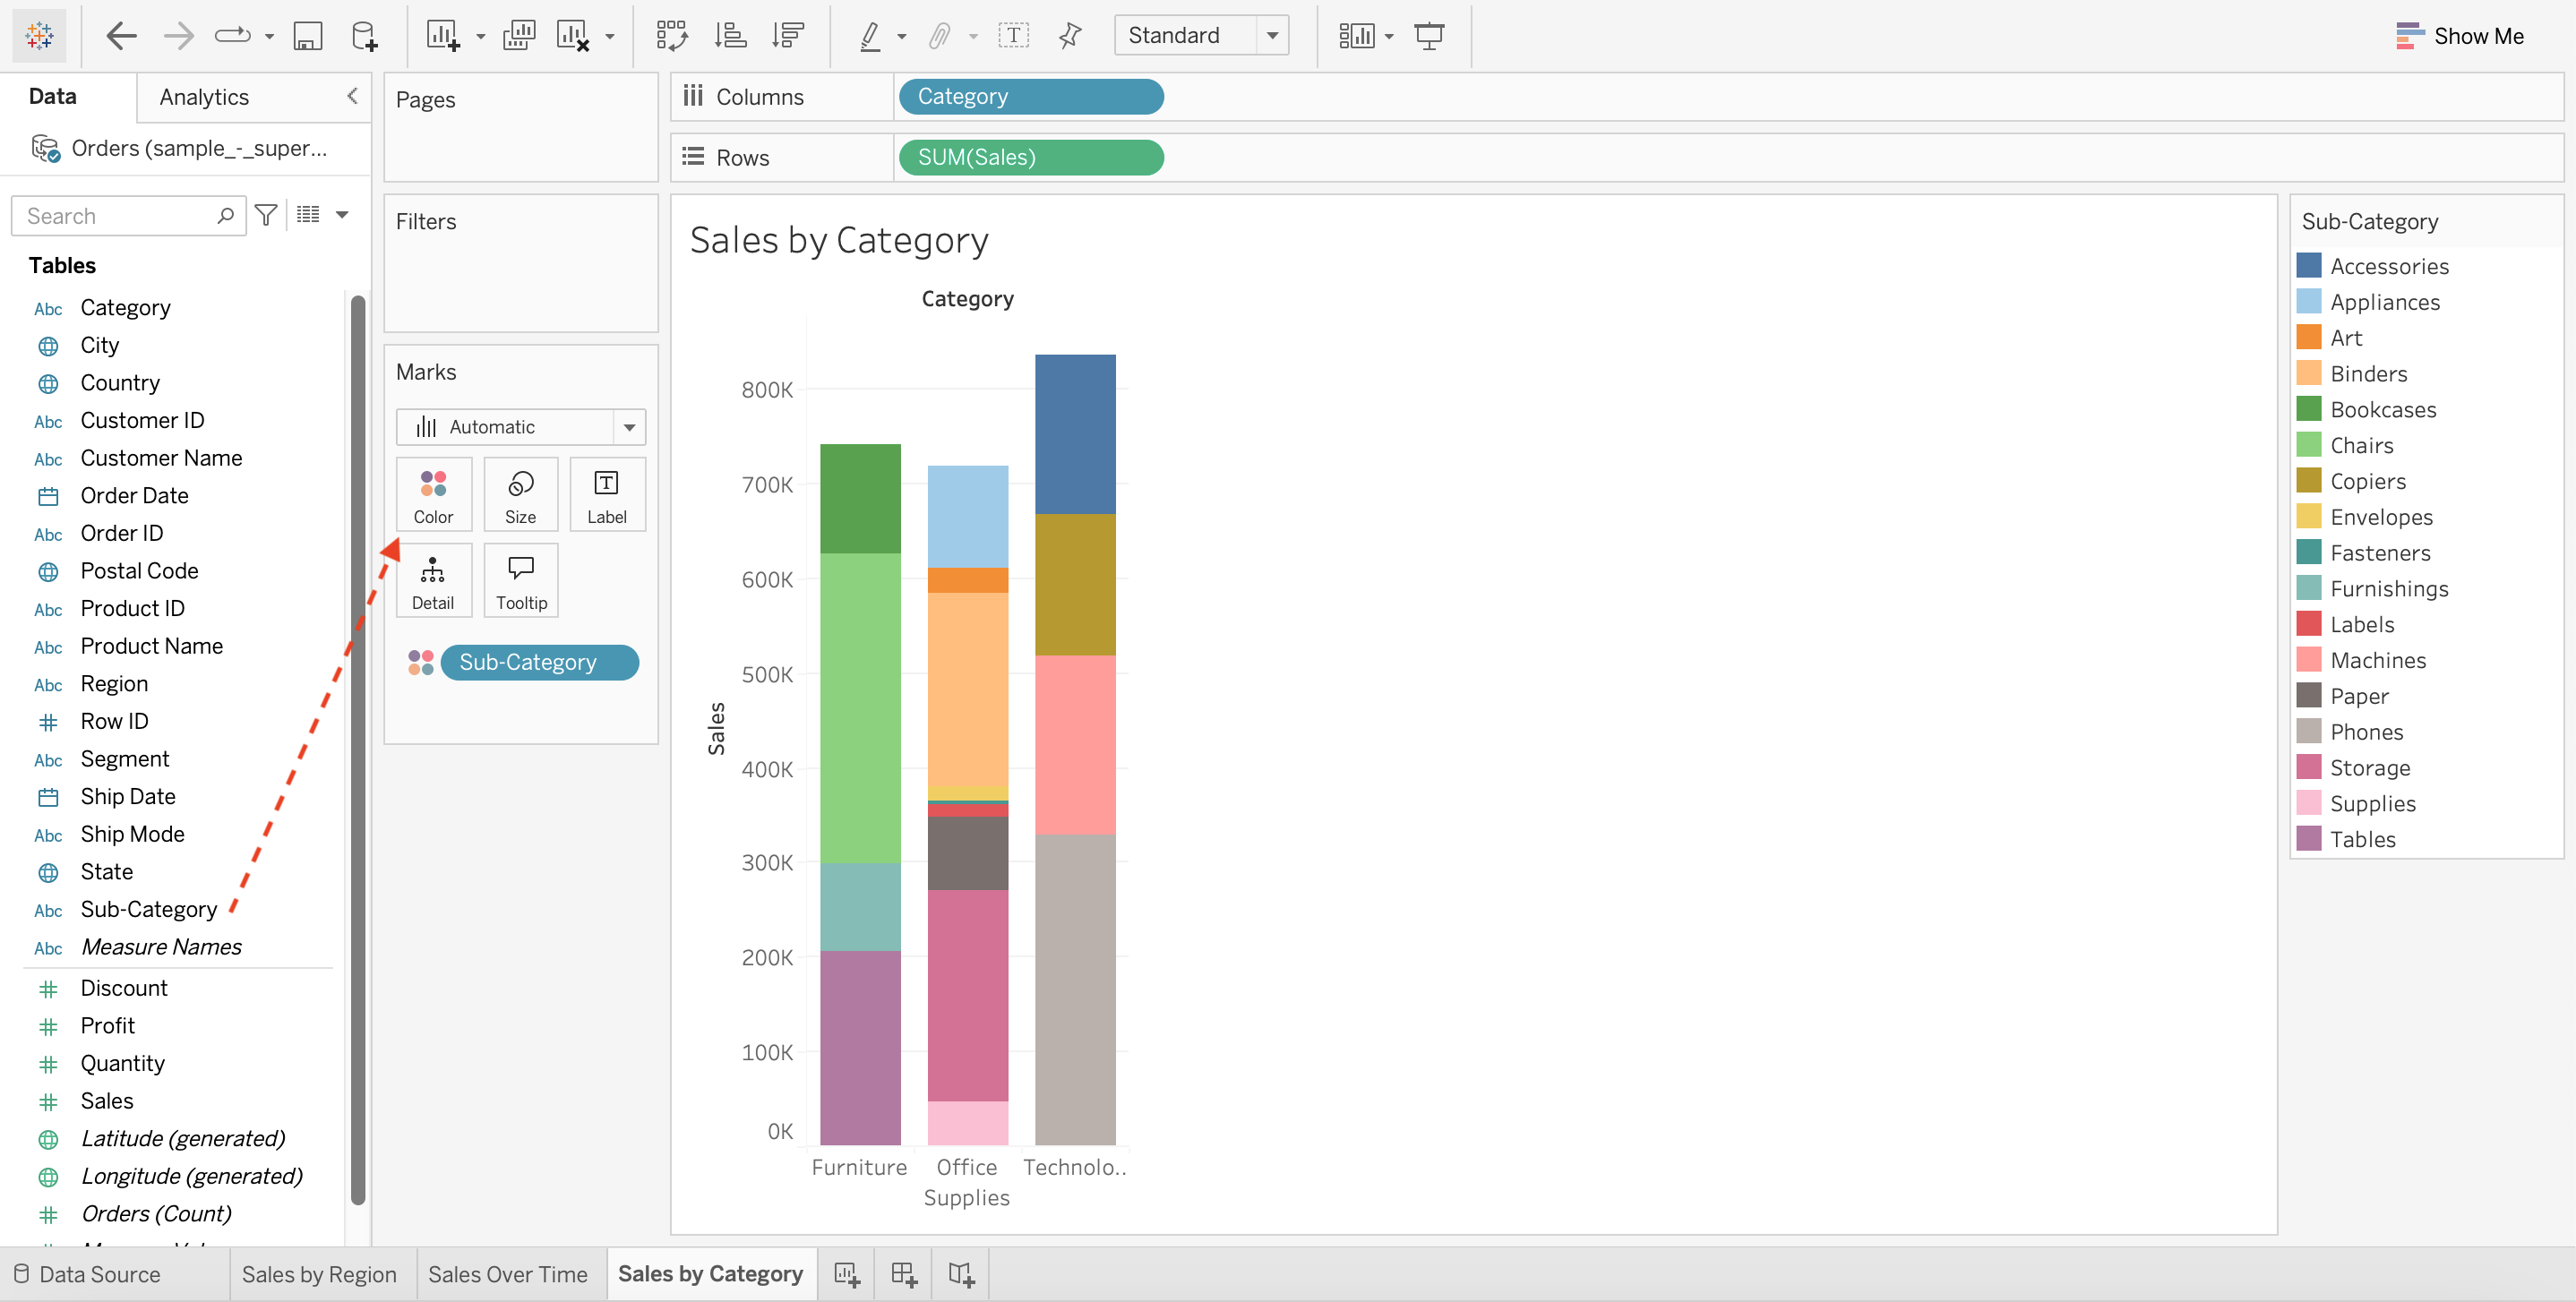 Standard
Show Me
Data
Analytics
Orders (sample_-_super...
Search
Tables
Abc Category
City
Country
Abc Customer ID
Abc Customer Name
Order Date
Abc Order ID
Postal Code
Abc Product ID
Abc Product Name
Abc Region
# Row ID
Abc Segment
Ship Date
Abc Ship Mode
State
Abc Sub-Category
Abc Measure Names
# Discount
# Profit
# Quantity
# Sales
Latitude (generated)
Longitude (generated)
# Orders (Count)
Pages
Filters
Marks
Automatic
Color
Size
T
Label
Detail
Tooltip
Sub-Category
Columns
Category
Rows
SUM(Sales)
Sales by Category
Category
800K
700K
600K
500K
400K
300K
200K
100K
0K
Sales
Furniture
Office
Supplies
Technolo..
Sub-Category
Accessories
Appliances
Art
Binders
Bookcases
Chairs
Copiers
Envelopes
Fasteners
Furnishings
Labels
Machines
Paper
Phones
Storage
Supplies
Tables
Data Source
Sales by Region
Sales Over Time
Sales by Category